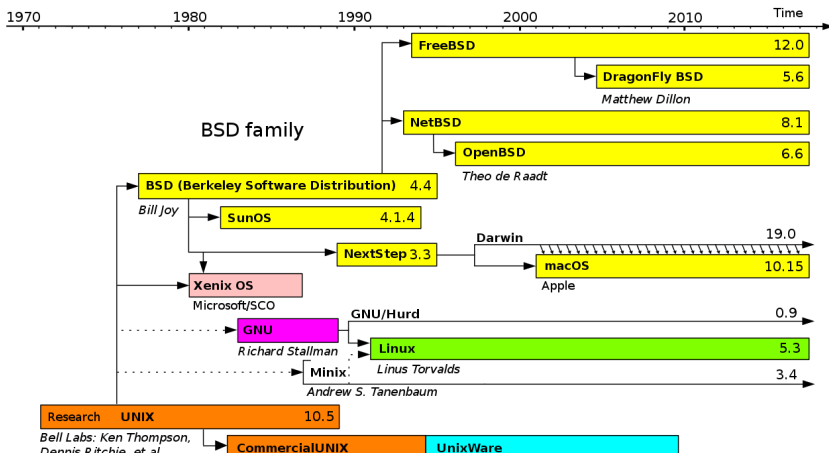 1970 1980 1990 2000 2010 Time
FreeBSD 12.0
DragonFly BSD 5.6
Matthew Dillon
BSD family
NetBSD 8.1
OpenBSD 6.6
Theo de Raadt
BSD (Berkeley Software Distribution) 4.4
Bill Joy
SunOS 4.1.4
Darwin 19.0
NextStep 3.3
macOS 10.15
Apple
Xenix OS
Microsoft/SCO
GNU/Hurd 0.9
GNU
Richard Stallman
Linux 5.3
Linus Torvalds
Minix 3.4
Andrew S. Tanenbaum
Research UNIX 10.5
Bell Labs: Ken Thompson,
Dennis Ritchie, et al
CommercialUNIX
UnixWare